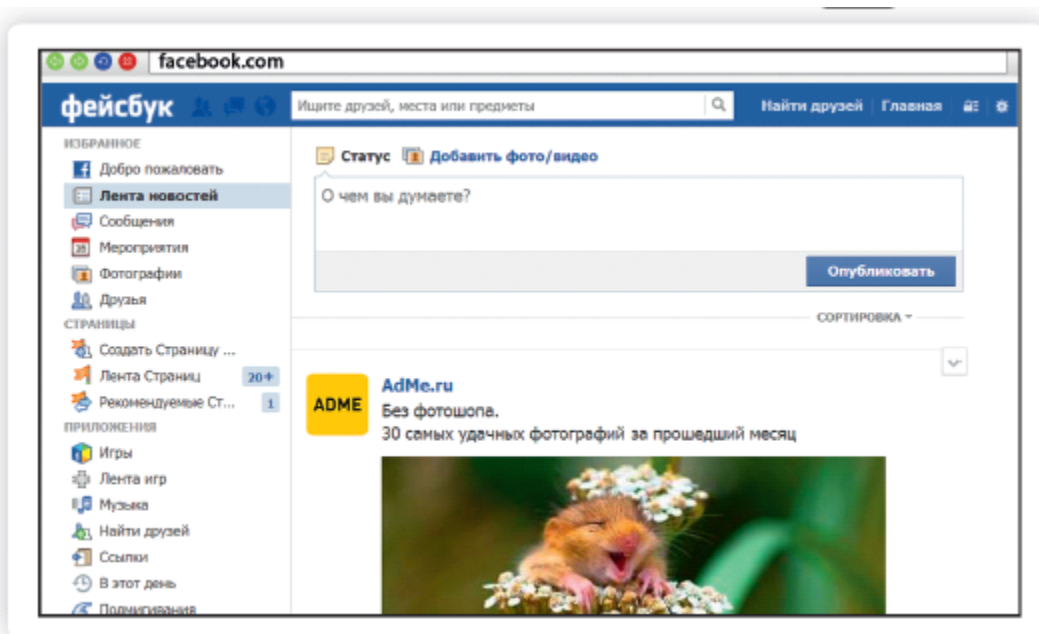 facebook.com
фейсбук
Ищите друзей, места или предметы
Найти друзей Главная
ИЗБРАННОЕ
Добро пожаловать
Лента новостей
Сообщения
Мероприятия
Фотографии
Друзья
СТРАНИЦЫ
Создать Страницу ...
Лента Страниц 20+
Рекомендуемые Ст... 1
ПРИЛОЖЕНИЯ
Игры
Лента игр
Музыка
Найти друзей
Ссылки
В этот день
Подмигивания
Статус Добавить фото/видео
О чем вы думаете?
Опубликовать
СОРТИРОВКА
ADME
AdMe.ru
Без фотошопа.
30 самых удачных фотографий за прошедший месяц